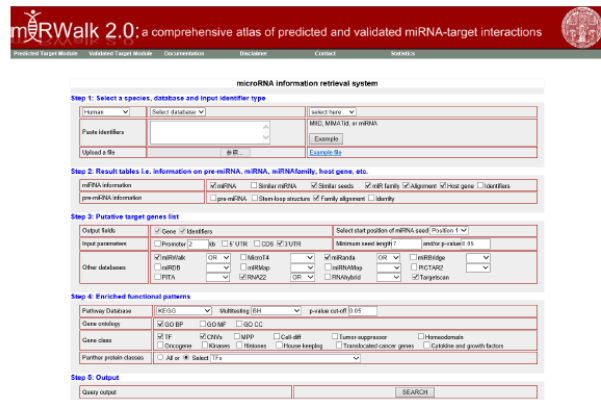 miRWalk 2.0: a comprehensive atlas of predicted and validated miRNA-target interactions
Predicted Target Module Validated Target Module Documentation Disclaimer Contact Statistics
microRNA information retrieval system
Step 1: Select a species, database and input identifier type
Human Select database select here
Paste identifiers MIID, MIMATid, or miRNA
Example
Upload a file 参照... Example file
Step 2: Result tables i.e. information on pre-miRNA, miRNA, miRNAfamily, host gene, etc.
miRNA information miRNA Similar miRNA Similar seeds miR family Alignment Host gene Identifiers
pre-miRNA information pre-miRNA Stem-loop structure Family alignment Identity
Step 3: Putative target genes list
Output fields Gene Identifiers Select start position of miRNA seed Position 1
Input parameters Promoter 2 kb 5' UTR CDS 3'UTR Minimum seed length 7 and/or p-value 0.05
Other databases miRWalk OR MicroT4 miRanda OR miRBridge
miRDB miRMap miRNAMap PICTAR2
PITA RNA22 OR RNAhybrid Targetscan
Step 4: Enriched functional patterns
Pathway Database KEGG Multitesting BH p-value cut-off 0.05
Gene ontology GO BP GO MF GO CC
Gene class TF CNVs MPP Cell-diff Tumor-suppressor Homeodomain
Oncogene Kinases Histones House keeping Translocated cancer genes Cytokine and growth factors
Panther protein classes All or Select TFs
Step 5: Output
Query output SEARCH